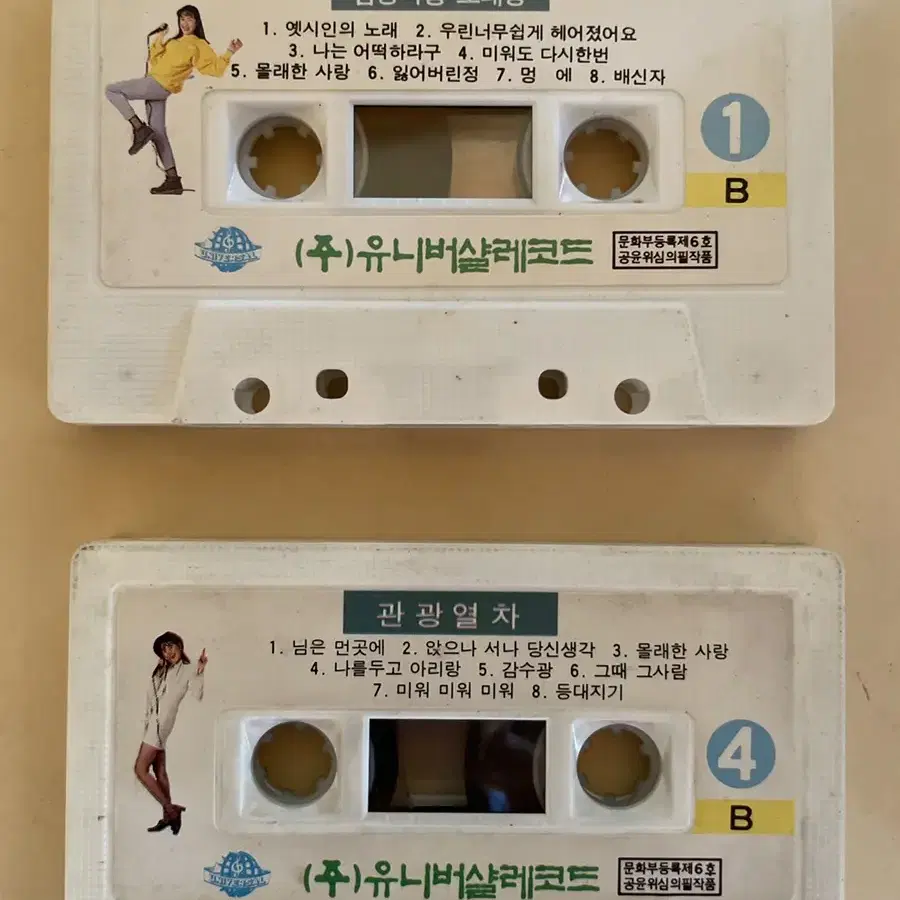 1. 옛시인의 노래 2. 우린너무쉽게 헤어졌어요
3. 나는 어떡하라구 4. 미워도 다시한번
5. 몰래한 사랑 6. 잃어버린정 7. 멍 에 8. 배신자
1
B
UNIVERSAL
(주)유니버샬레코드
문화부등록제6호
공윤위심의필작품
관광열차
1. 님은 먼곳에 2. 앉으나 서나 당신생각 3. 몰래한 사랑
4. 나를두고 아리랑 5. 감수광 6. 그때 그사람
7. 미워 미워 미워 8. 등대지기
4
B
UNIVERSAL
(주)유니버샬레코드
문화부등록제6호
공윤위심의필작품